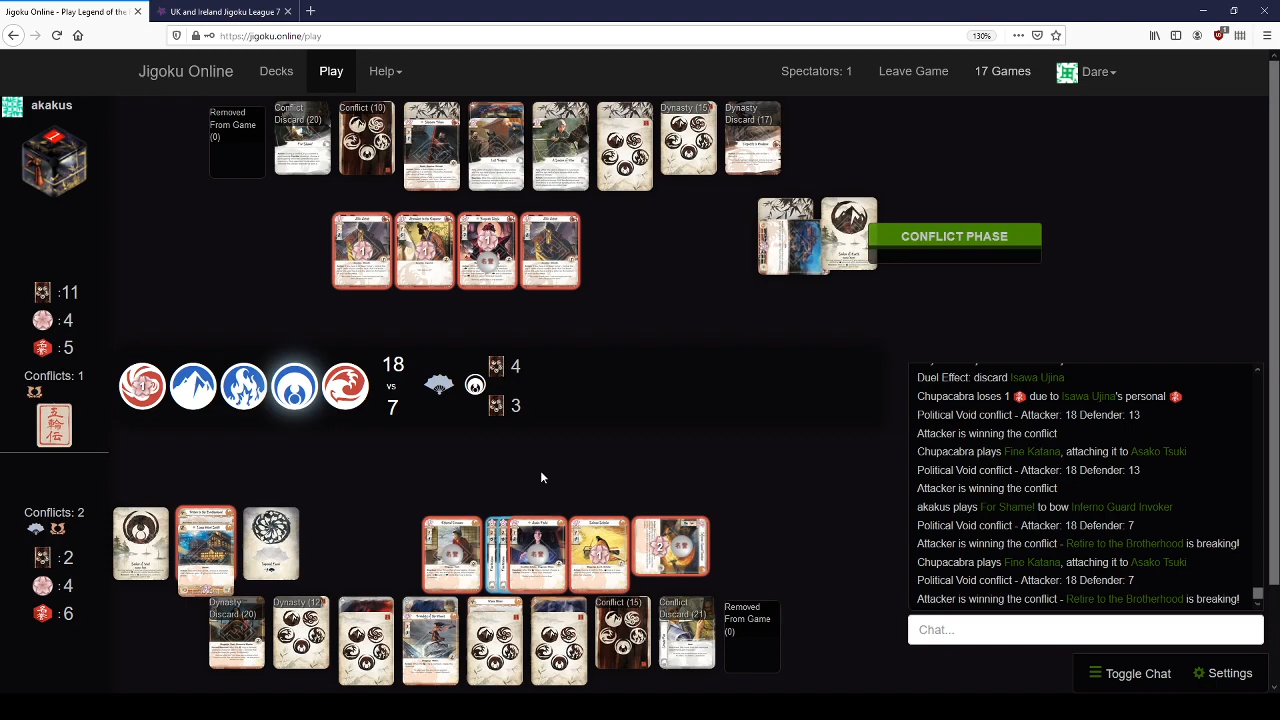 Jigoku Online - Play Legend of the
UK and Ireland Jigoku League 7
https://jigoku.online/play
130%
1
Jigoku Online
Decks
Play
Help
Spectators: 1
Leave Game
17 Games
Dare
akakus
Removed
From Game
(0)
Conflict
Discard (20)
Conflict (10)
Dynasty (15)
Dynasty
Discard (17)
CONFLICT PHASE
:11
:4
:5
Conflicts: 1
1
18
vs
7
4
3
Duel Effect: discard Isawa Ujina
Chupacabra loses 1 due to Isawa Ujina's personal
Political Void conflict - Attacker: 18 Defender: 13
Attacker is winning the conflict
Chupacabra plays Fine Katana, attaching it to Asako Tsuki
Political Void conflict - Attacker: 18 Defender: 13
Attacker is winning the conflict
akakus plays For Shame! to bow Inferno Guard Invoker
Political Void conflict - Attacker: 18 Defender: 7
Attacker is winning the conflict - Retire to the Brotherhood is breaking!
Chupacabra plays Fine Katana, attaching it to Asako Tsuki
Political Void conflict - Attacker: 18 Defender: 7
Attacker is winning the conflict - Retire to the Brotherhood is breaking!
Conflicts: 2
:2
:4
:6
2
Dynasty
Discard (20)
Dynasty (12)
Conflict (15)
Conflict
Discard (21)
Removed
From Game
(0)
Chat...
Toggle Chat
Settings